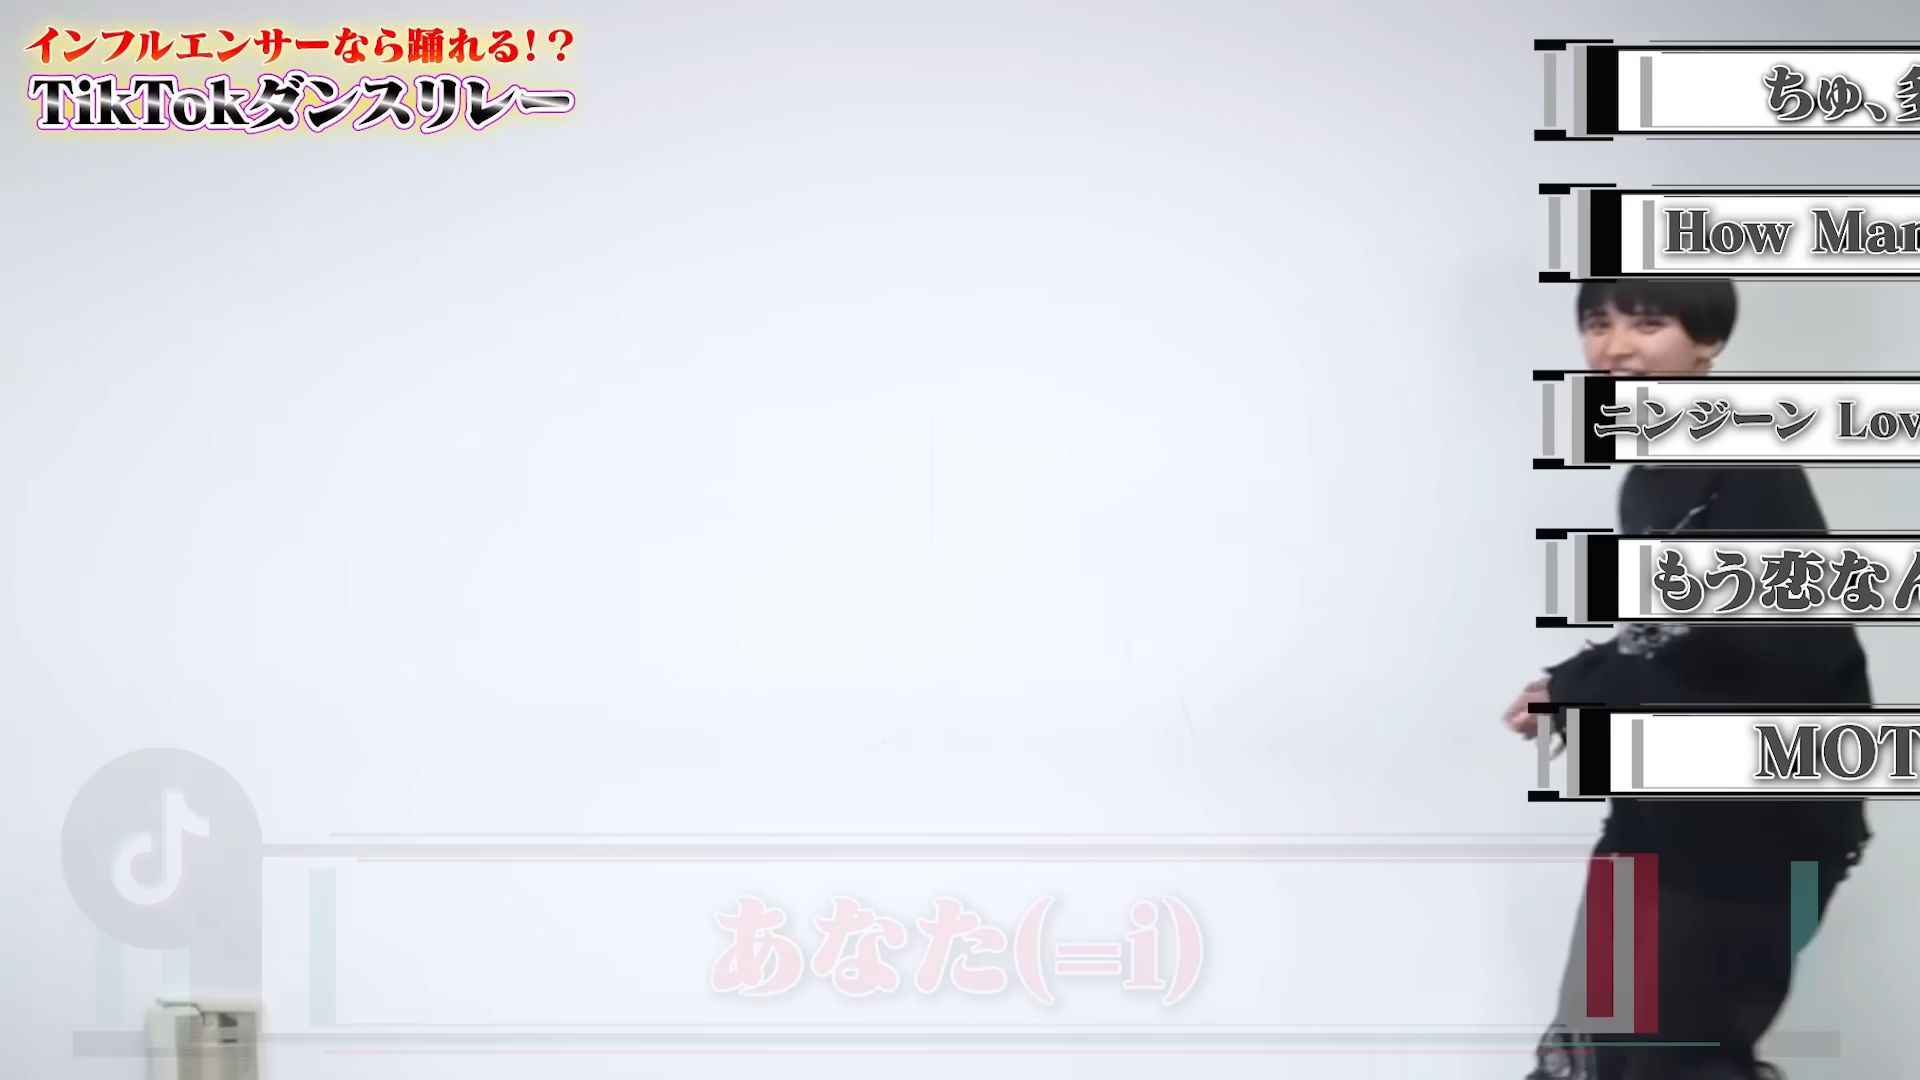 インフルエンサーなら踊れる!？
TikTokダンスリレー
ちゅ、多
How Man
ニンジーン Lov
もう恋なん
MOT
あなた(=i)